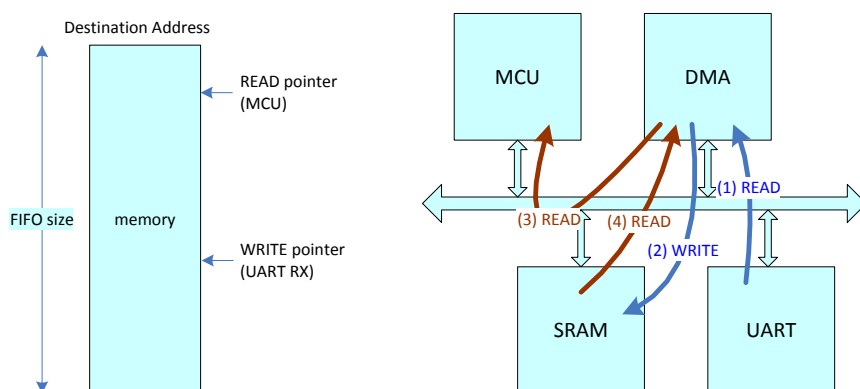 Destination Address
READ pointer
(MCU)
FIFO size
memory
WRITE pointer
(UART RX)
MCU
DMA
(1) READ
(3) READ
(4) READ
(2) WRITE
SRAM
UART